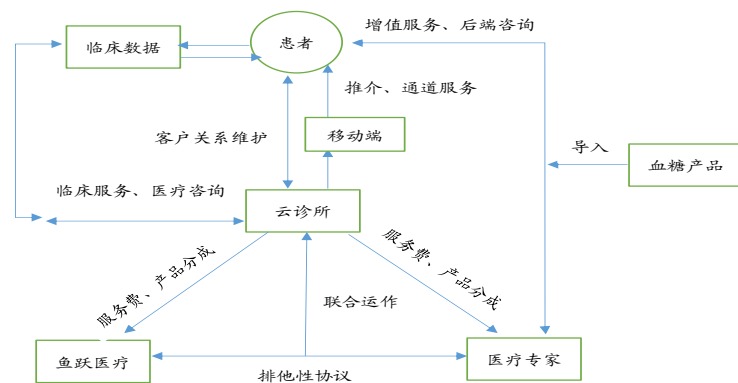 增值服务、后端咨询
临床数据
患者
推介、通道服务
客户关系维护
移动端
导入
血糖产品
临床服务、医疗咨询
云诊所
服务费、产品分成
服务费、产品分成
联合运作
鱼跃医疗
医疗专家
排他性协议